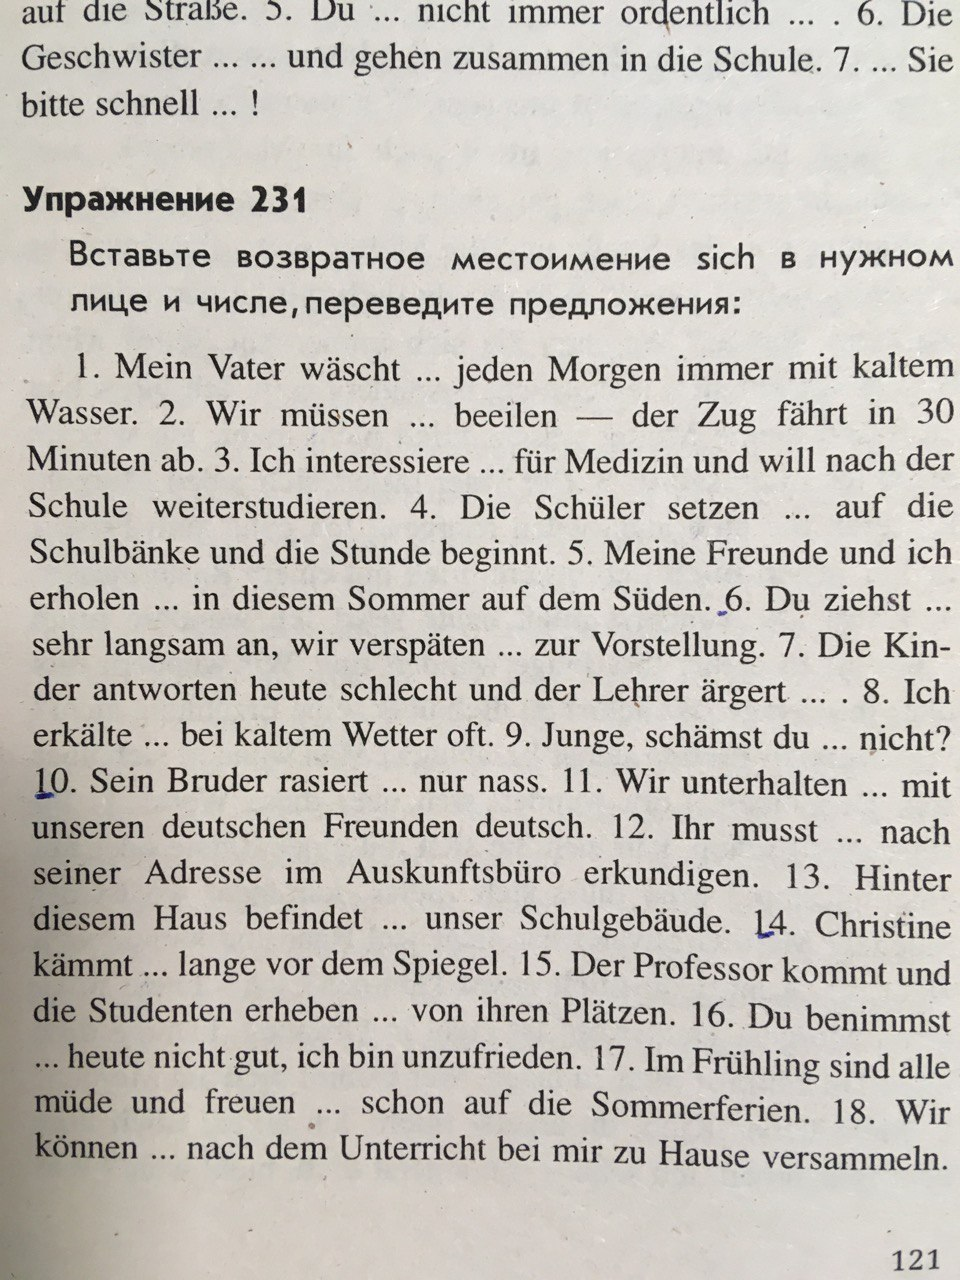 auf die Straße. 5. Du ... nicht immer ordentlich ... . 6. Die
Geschwister ... ... und gehen zusammen in die Schule. 7. ... Sie
bitte schnell ... !
Упражнение 231
Вставьте возвратное местоимение sich в нужном
лице и числе, переведите предложения:
1. Mein Vater wäscht ... jeden Morgen immer mit kaltem
Wasser. 2. Wir müssen ... beeilen — der Zug fährt in 30
Minuten ab. 3. Ich interessiere ... für Medizin und will nach der
Schule weiterstudieren. 4. Die Schüler setzen ... auf die
Schulbänke und die Stunde beginnt. 5. Meine Freunde und ich
erholen ... in diesem Sommer auf dem Süden. 6. Du ziehst ...
sehr langsam an, wir verspäten ... zur Vorstellung. 7. Die Kin-
der antworten heute schlecht und der Lehrer ärgert ... . 8. Ich
erkälte ... bei kaltem Wetter oft. 9. Junge, schämst du ... nicht?
10. Sein Bruder rasiert ... nur nass. 11. Wir unterhalten ... mit
unseren deutschen Freunden deutsch. 12. Ihr musst ... nach
seiner Adresse im Auskunftsbüro erkundigen. 13. Hinter
diesem Haus befindet ... unser Schulgebäude. 14. Christine
kämmt ... lange vor dem Spiegel. 15. Der Professor kommt und
die Studenten erheben ... von ihren Plätzen. 16. Du benimmst
... heute nicht gut, ich bin unzufrieden. 17. Im Frühling sind alle
müde und freuen ... schon auf die Sommerferien. 18. Wir
können ... nach dem Unterricht bei mir zu Hause versammeln.
121